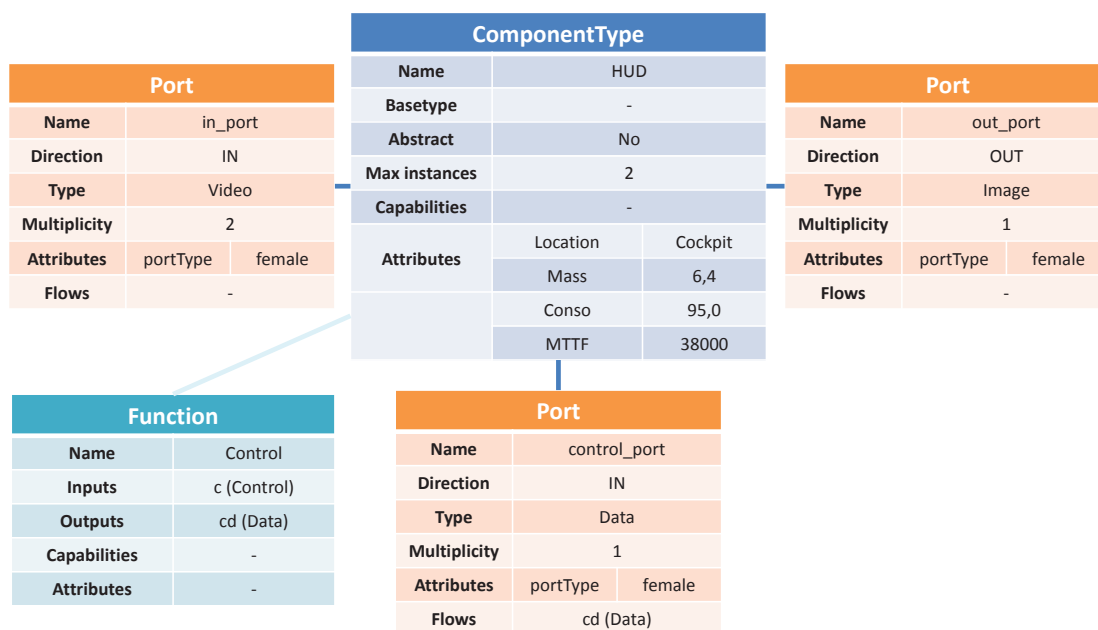 ComponentType
Name HUD
Basetype -
Abstract No
Max instances 2
Capabilities -
Attributes Location Cockpit
Mass 6,4
Conso 95,0
MTTF 38000
Port
Name in_port
Direction IN
Type Video
Multiplicity 2
Attributes portType female
Flows -
Port
Name out_port
Direction OUT
Type Image
Multiplicity 1
Attributes portType female
Flows -
Function
Name Control
Inputs c (Control)
Outputs cd (Data)
Capabilities -
Attributes -
Port
Name control_port
Direction IN
Type Data
Multiplicity 1
Attributes portType female
Flows cd (Data)